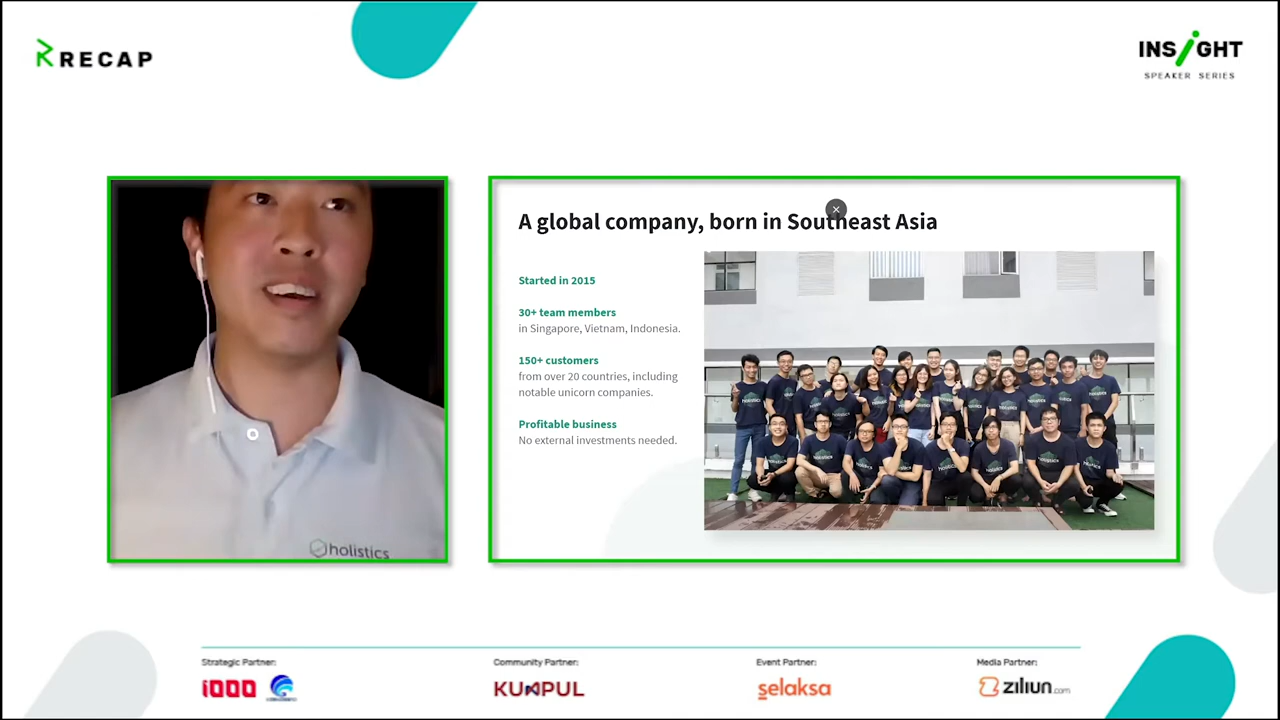 RECAP
INSiGHT
SPEAKER SERIES
A global company, born in Southeast Asia
Started in 2015
30+ team members
in Singapore, Vietnam, Indonesia.
150+ customers
from over 20 countries, including
notable unicorn companies.
Profitable business
No external investments needed.
holistics
Strategic Partner:
Community Partner:
Event Partner:
Media Partner:
1000
KUMPUL
selaksa
ziliun.com